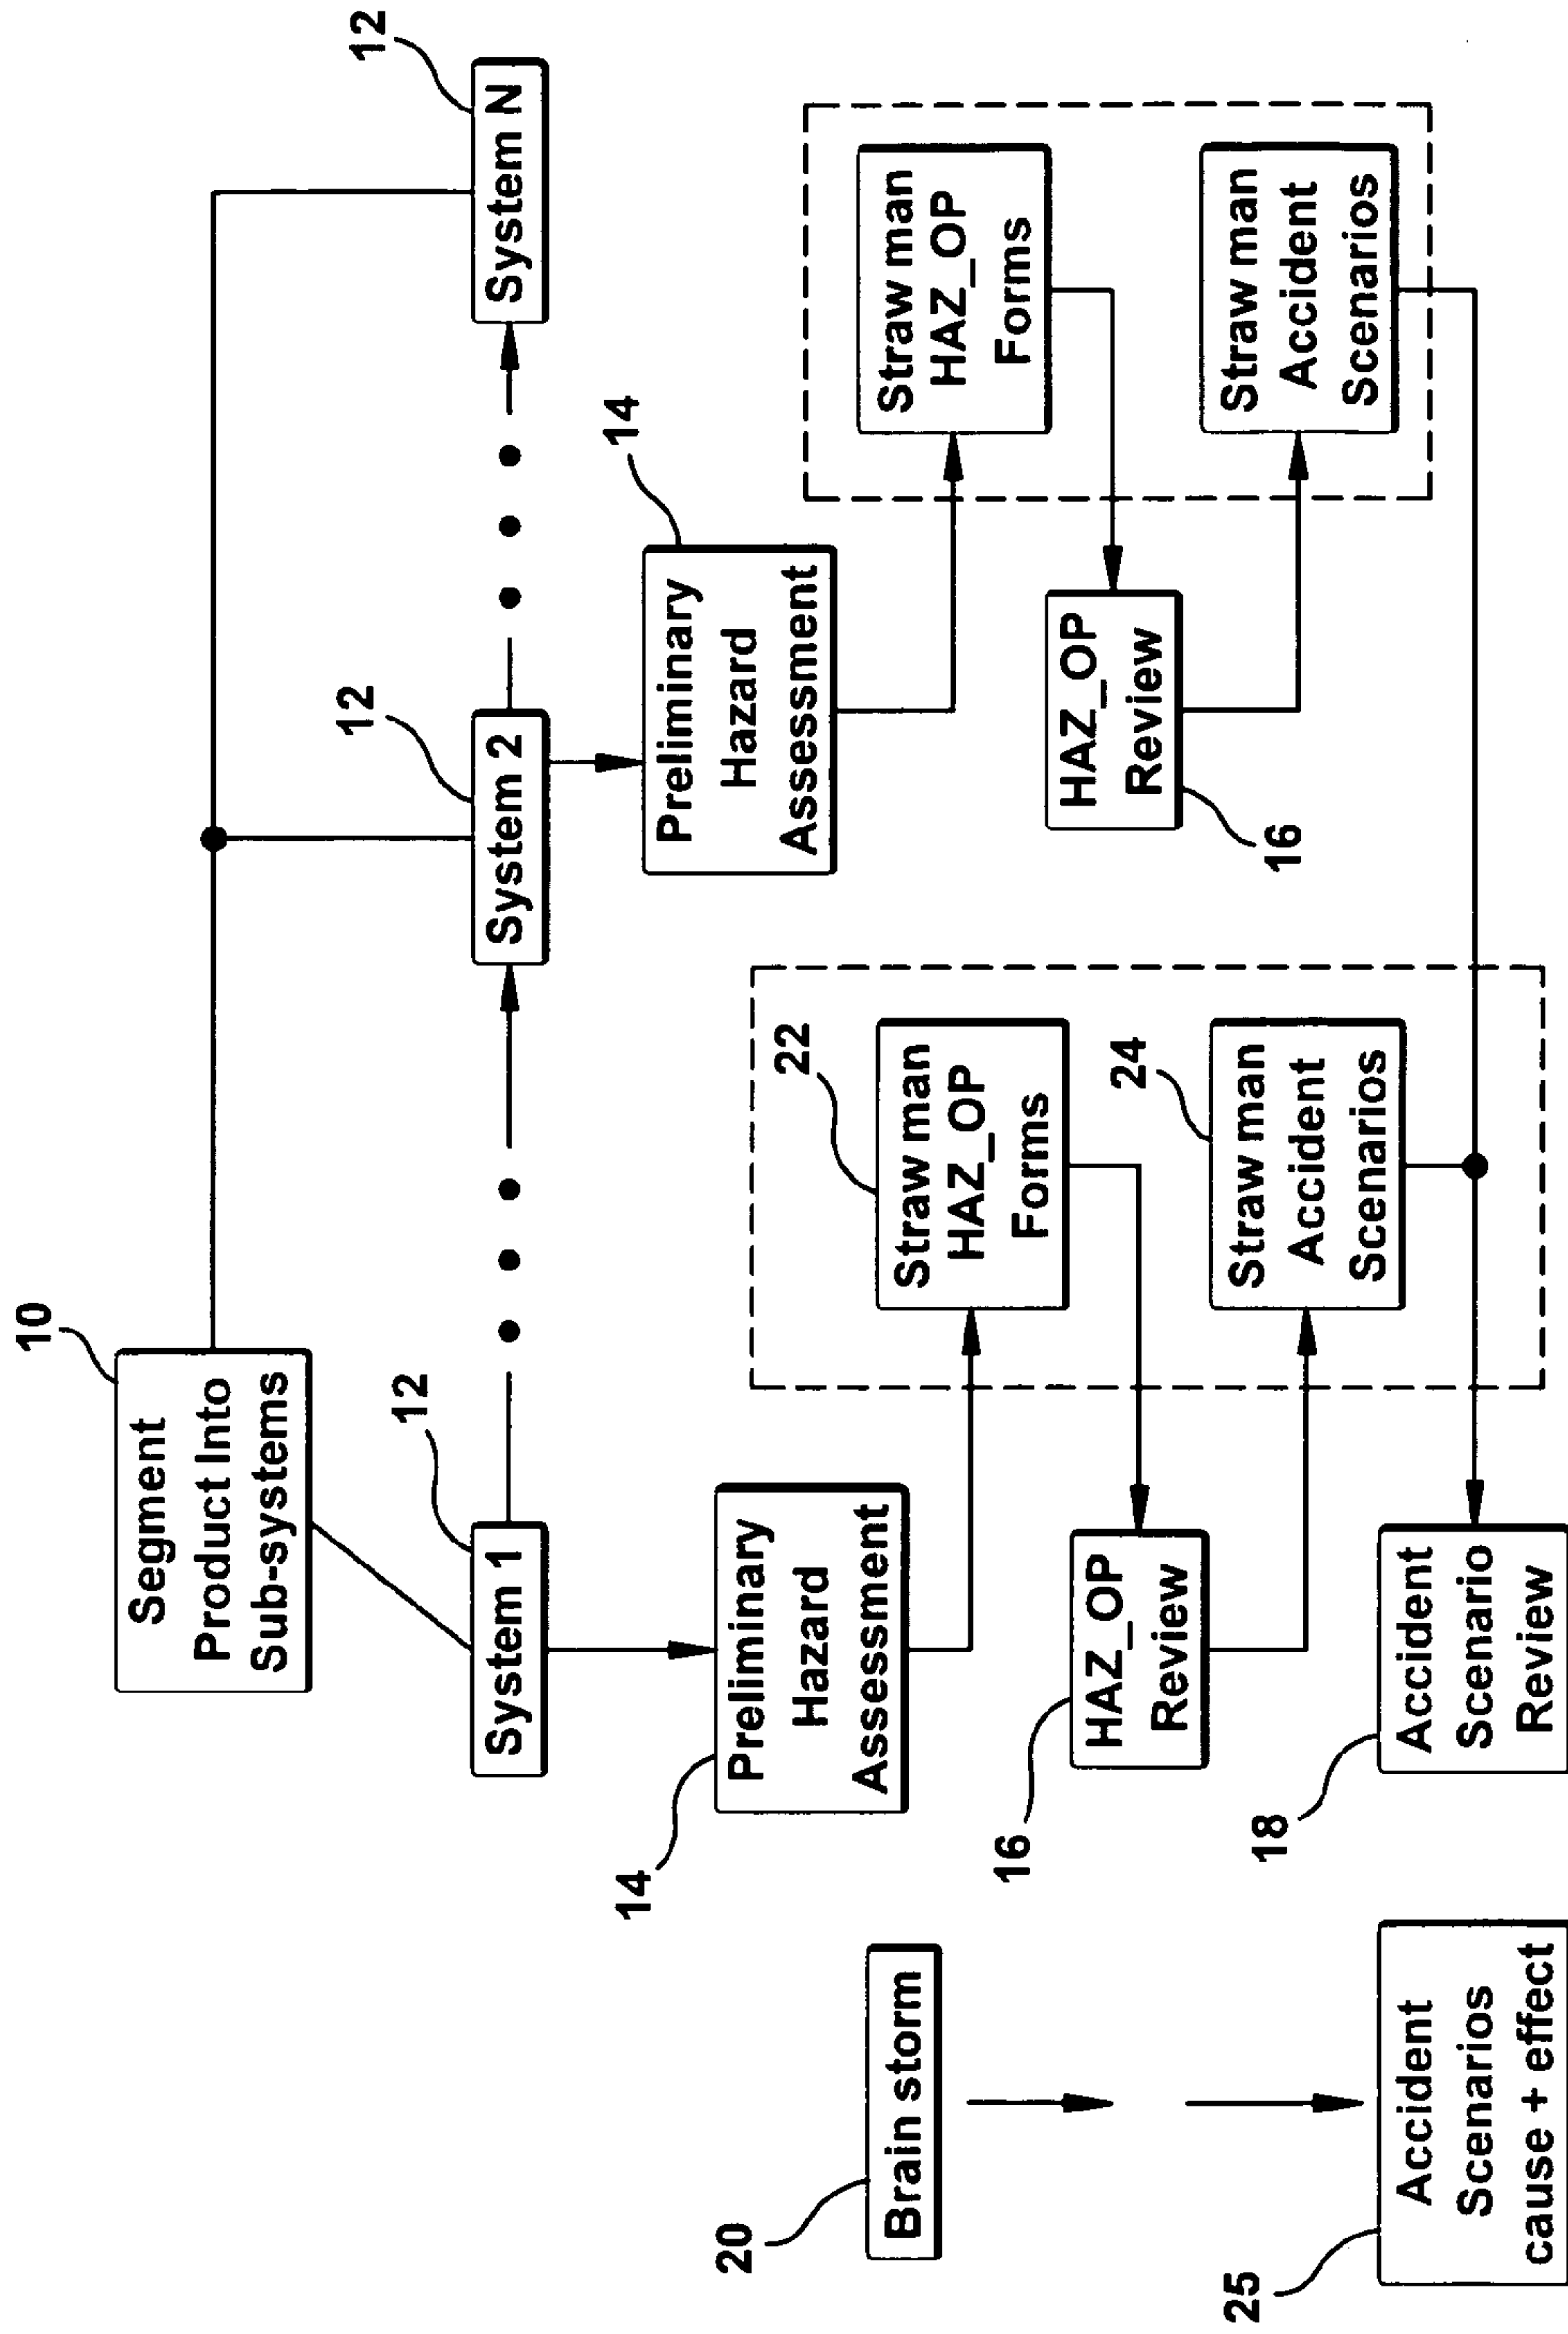 10
Segment
Product Into
Sub-systems
12
System 1
12
System 2
12
System N
14
Preliminary
Hazard
Assessment
14
Preliminary
Hazard
Assessment
20
Brain storm
22
Straw man
HAZ_OP
Forms
Straw man
HAZ_OP
Forms
16
HAZ_OP
Review
16
HAZ_OP
Review
24
Straw man
Accident
Scenarios
Straw man
Accident
Scenarios
25
Accident
Scenarios
cause + effect
18
Accident
Scenario
Review